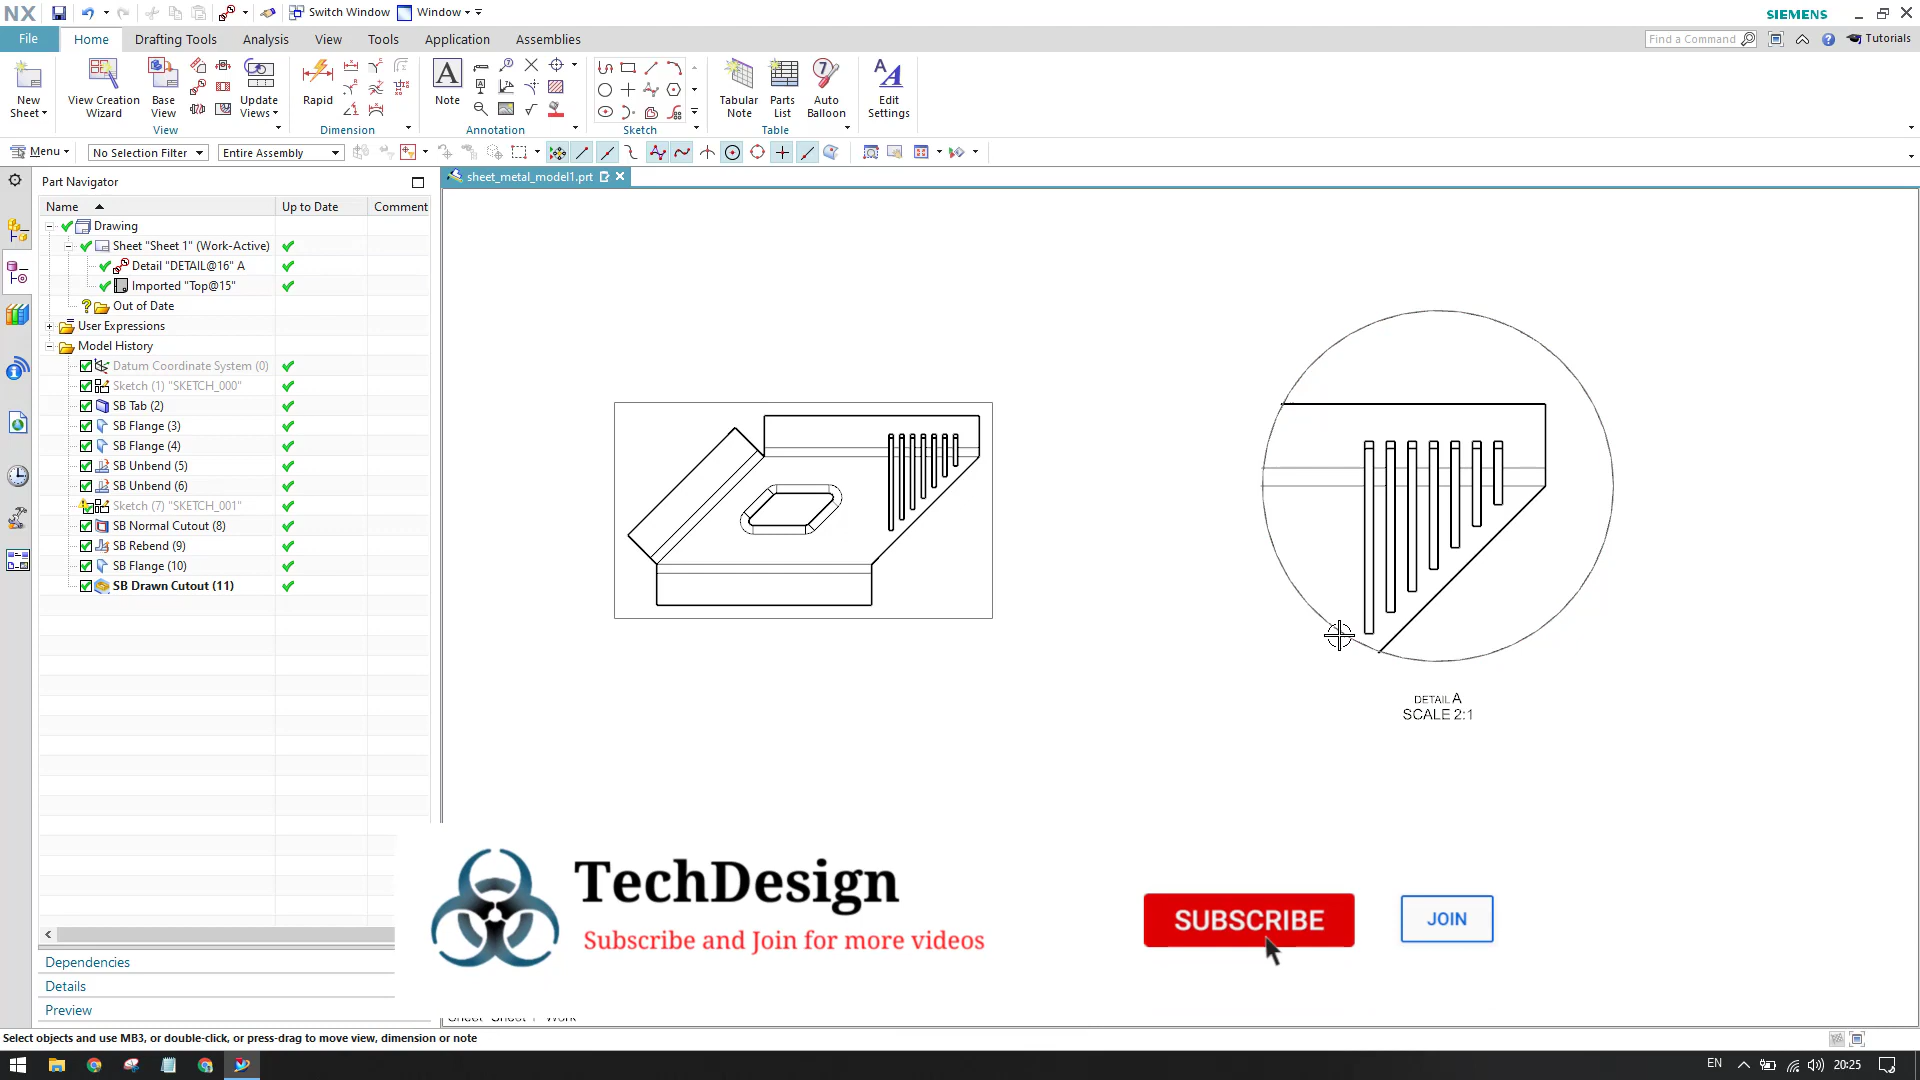 NX
Switch Window
Window
SIEMENS
File
Home
Drafting Tools
Analysis
View
Tools
Application
Assemblies
Find a Command
Tutorials
New Sheet
View Creation Wizard
Base View
Update Views
Rapid
Note
Tabular Note
Parts List
Auto Balloon
Edit Settings
View
Dimension
Annotation
Sketch
Table
Menu
No Selection Filter
Entire Assembly
Part Navigator
sheet_metal_model1.prt
Name
Up to Date
Comment
Drawing
Sheet "Sheet 1" (Work-Active)
Detail "DETAIL@16" A
Imported "Top@15"
Out of Date
User Expressions
Model History
Datum Coordinate System (0)
Sketch (1) "SKETCH_000"
SB Tab (2)
SB Flange (3)
SB Flange (4)
SB Unbend (5)
SB Unbend (6)
Sketch (7) "SKETCH_001"
SB Normal Cutout (8)
SB Rebend (9)
SB Flange (10)
SB Drawn Cutout (11)
DETAIL A
SCALE 2:1
TechDesign
Subscribe and Join for more videos
SUBSCRIBE
JOIN
Dependencies
Details
Preview
Select objects and use MB3, or double-click, or press-drag to move view, dimension or note
EN
20:25